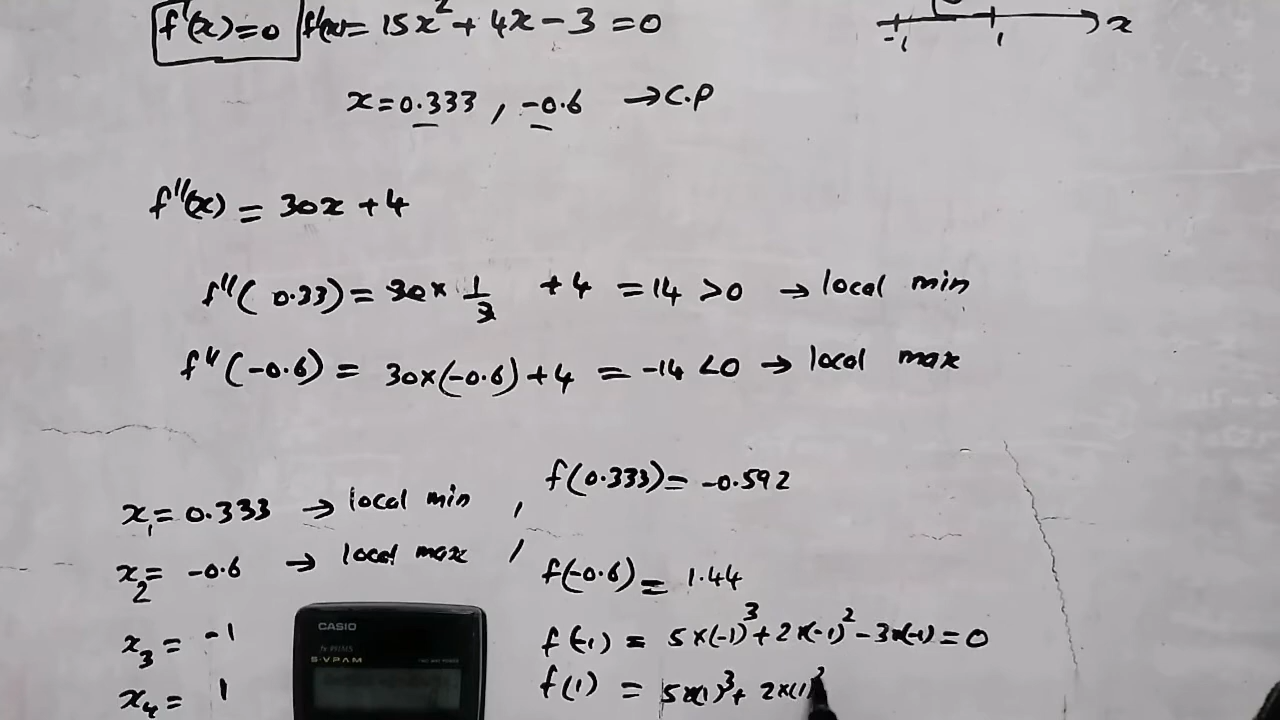 f'(x)=0 f'(x)= 15x²+ 4x-3 =0
-1 1 x
x=0.333 , -0.6 →C.P
f''(x) = 30x +4
f''( 0.33)= 30× 1/3 +4 =14 >0 → local min
f''(-0.6) = 30×(-0.6)+4 = -14 <0 → local max
x₁=0.333 → local min , f(0.333)= -0.592
x₂= -0.6 → local max , f(-0.6)= 1.44
x₃= -1 f(-1) = 5×(-1)³+2×(-1)²-3×(-1)=0
x₄= 1 f(1) = 5×(1)³+ 2×(1)²
CASIO
S-VPAM